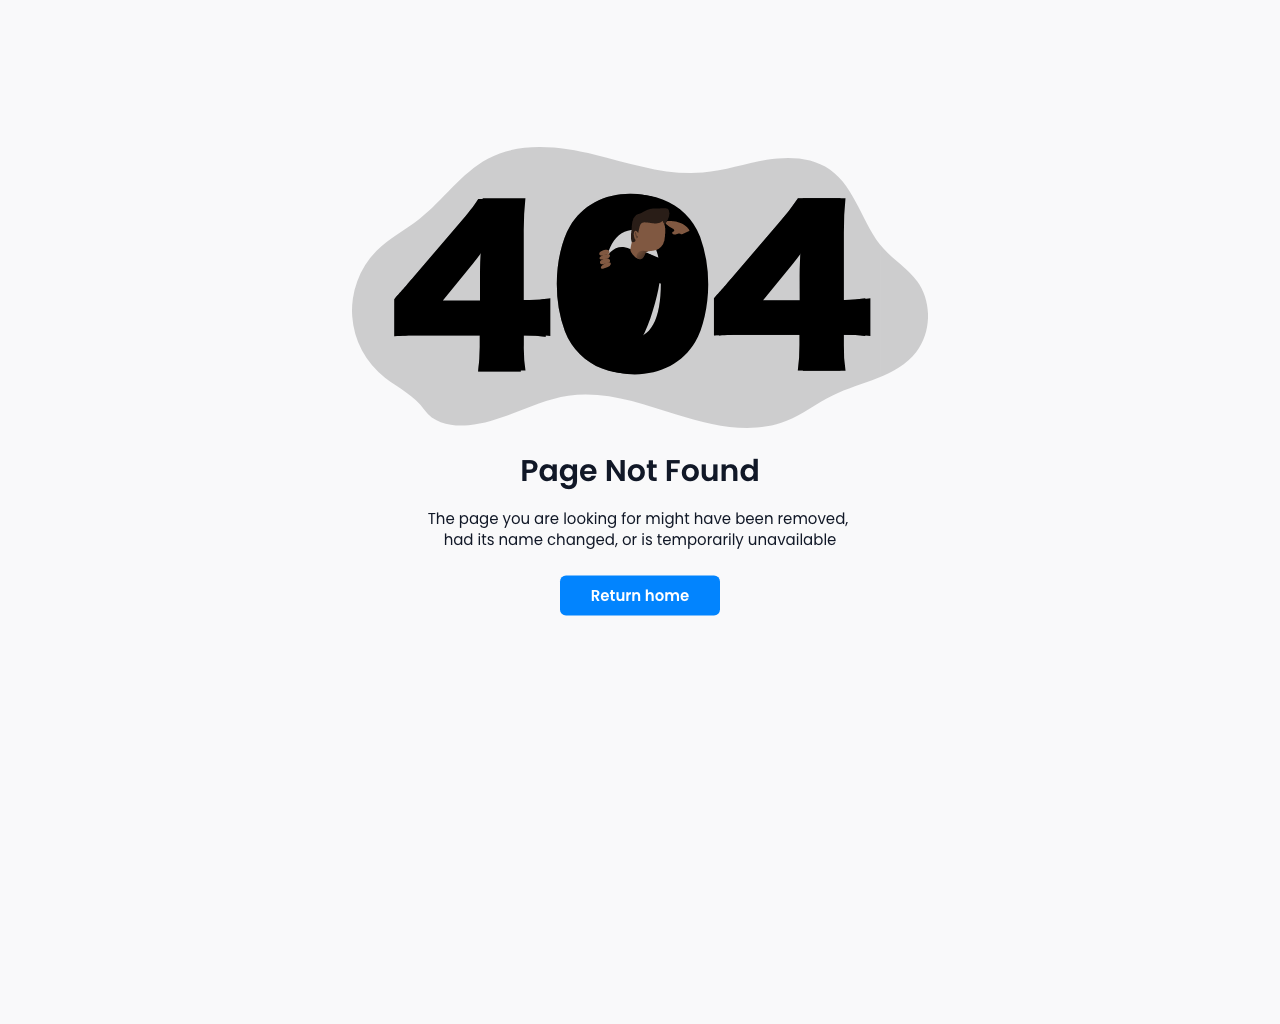 404
Page Not Found
The page you are looking for might have been removed,
had its name changed, or is temporarily unavailable
Return home